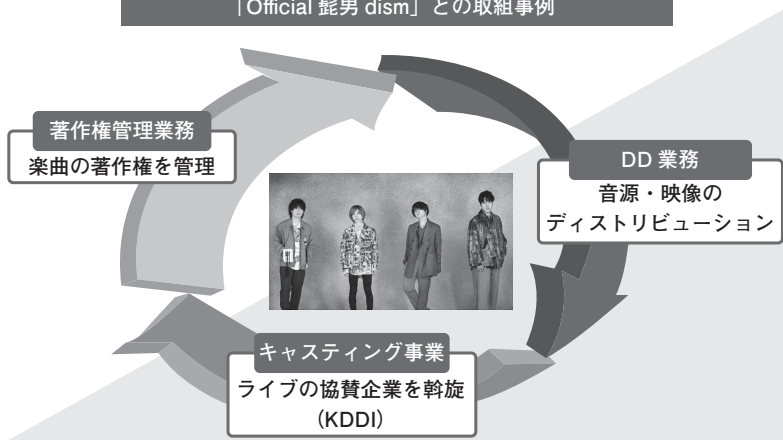 「Official 髭男 dism」との取組事例
著作権管理業務
楽曲の著作権を管理
DD 業務
音源・映像の
ディストリビューション
キャスティング事業
ライブの協賛企業を斡旋
(KDDI)